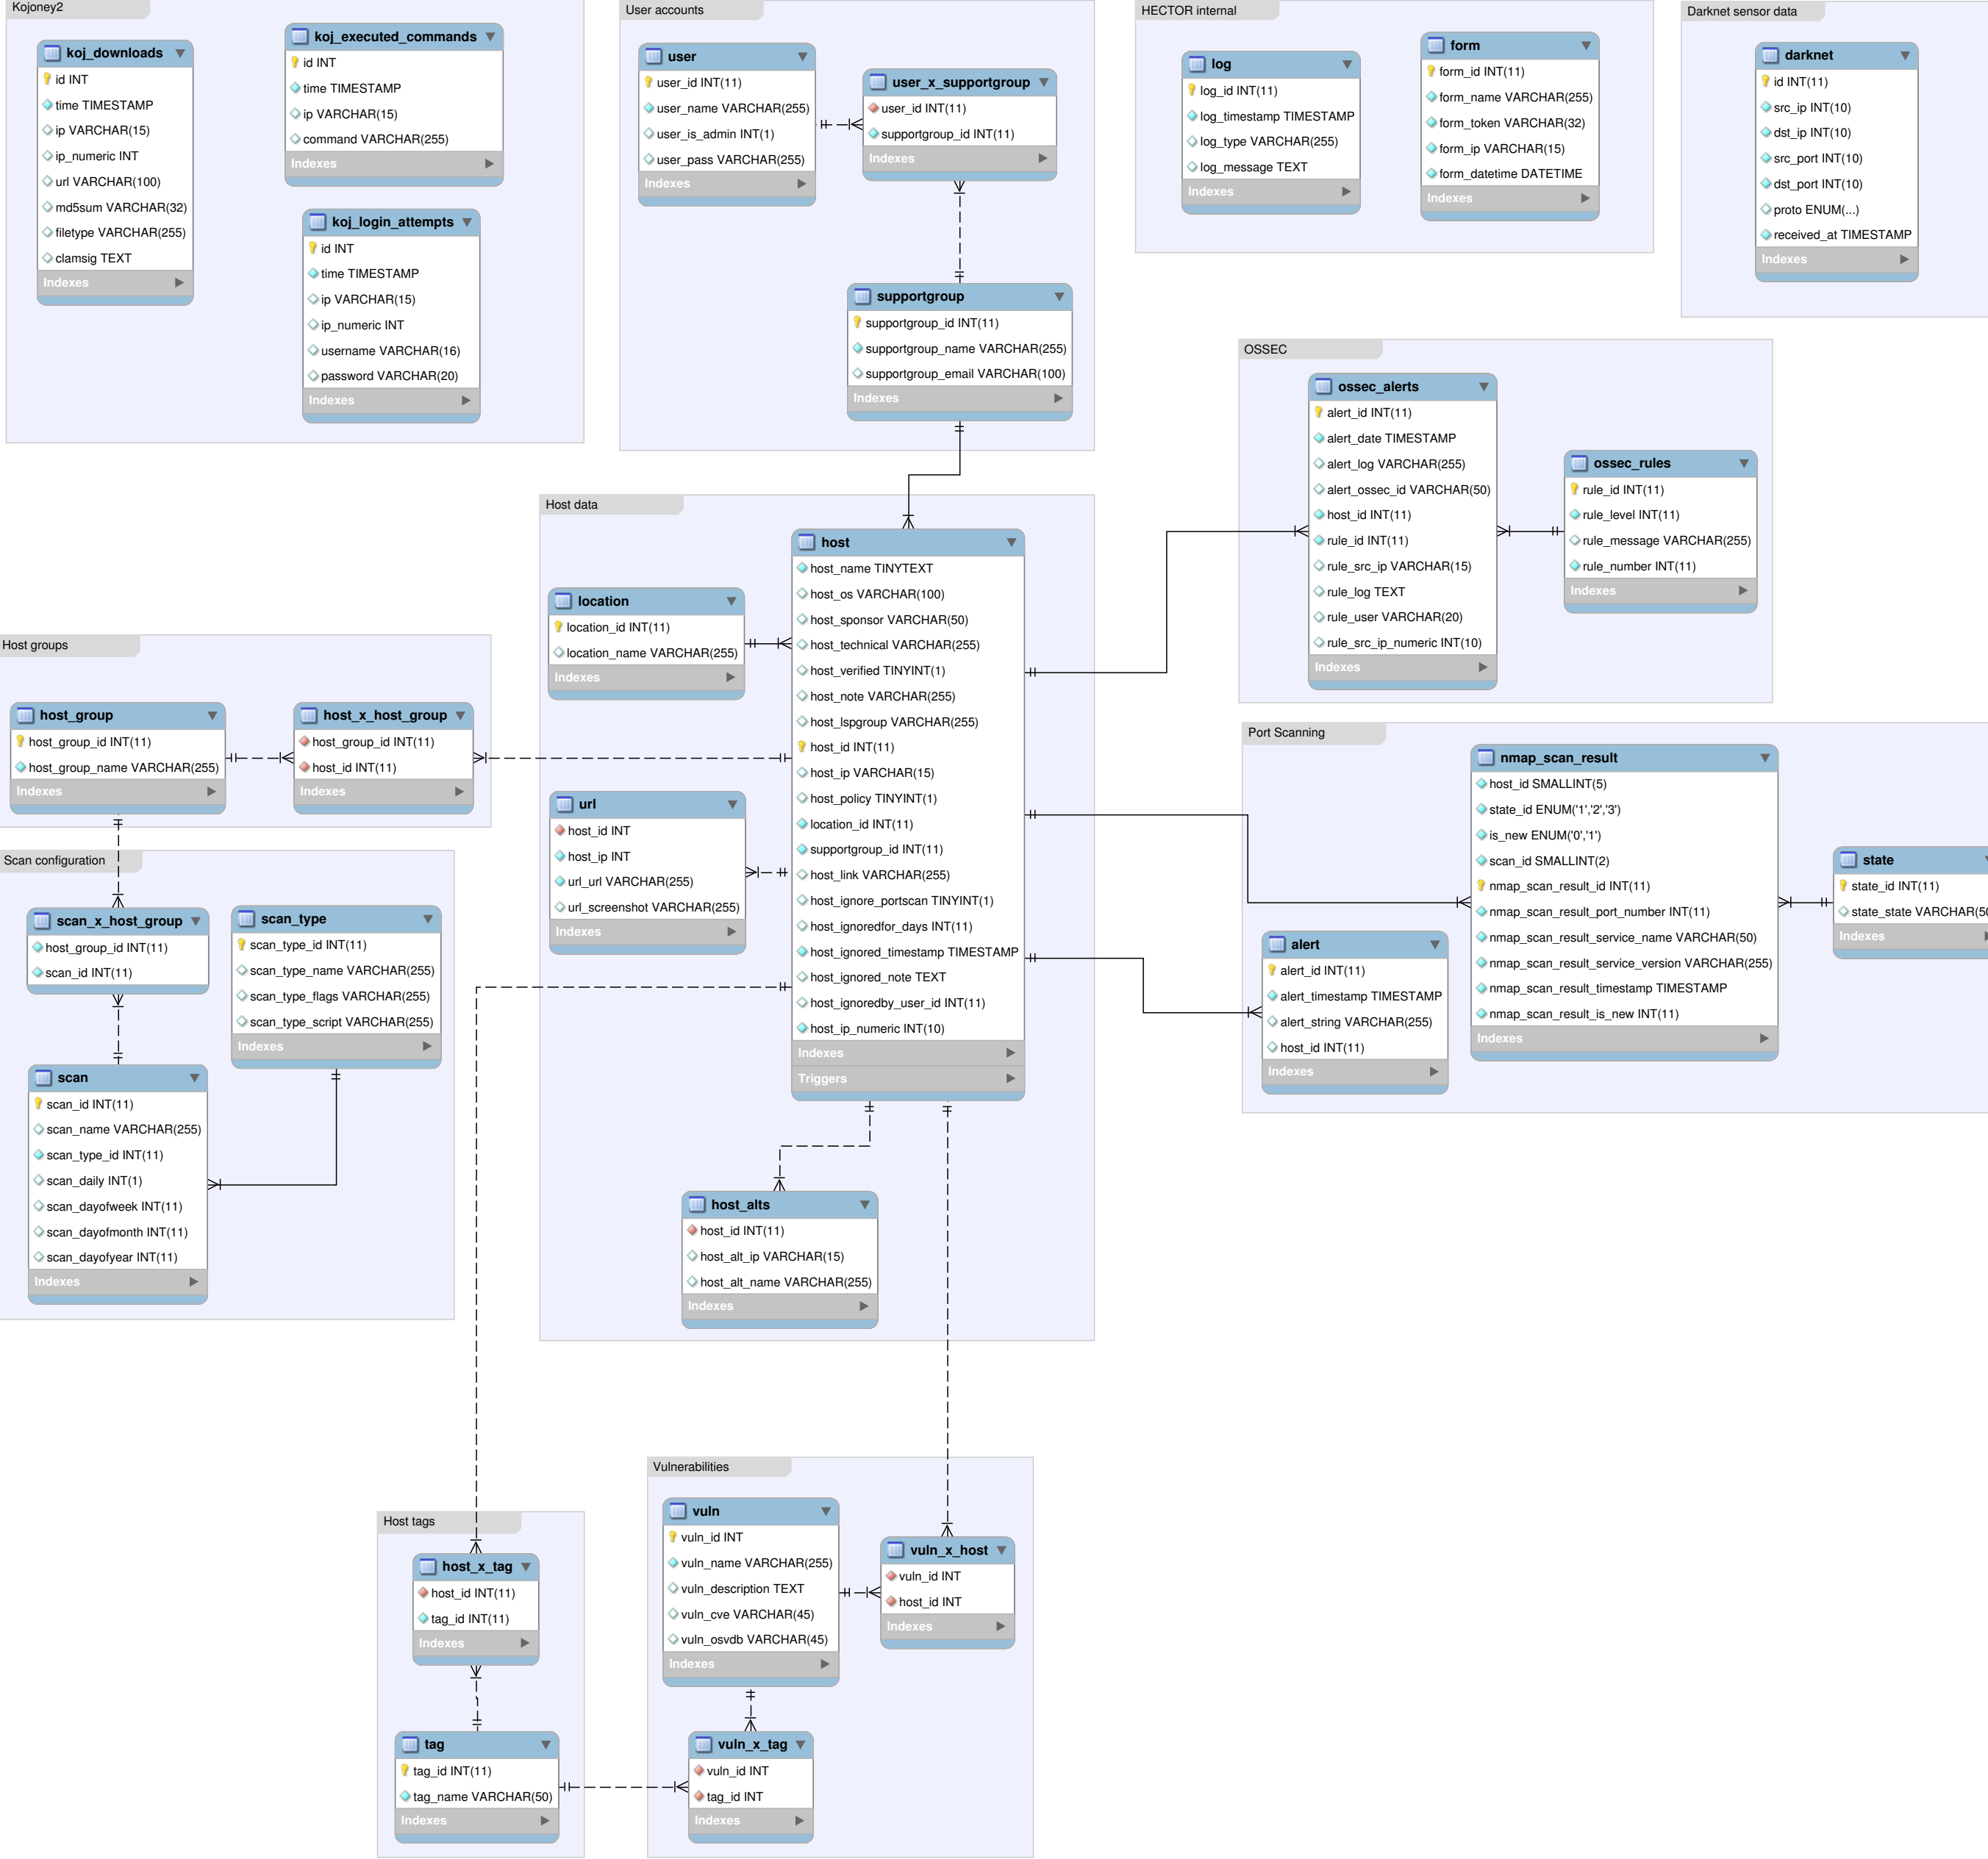 Kojoney2
koj_downloads
id INT
time TIMESTAMP
ip VARCHAR(15)
ip_numeric INT
url VARCHAR(100)
md5sum VARCHAR(32)
filetype VARCHAR(255)
clamsig TEXT
Indexes
koj_executed_commands
id INT
time TIMESTAMP
ip VARCHAR(15)
command VARCHAR(255)
Indexes
koj_login_attempts
id INT
time TIMESTAMP
ip VARCHAR(15)
ip_numeric INT
username VARCHAR(16)
password VARCHAR(20)
Indexes
User accounts
user
user_id INT(11)
user_name VARCHAR(255)
user_is_admin INT(1)
user_pass VARCHAR(255)
Indexes
user_x_supportgroup
user_id INT(11)
supportgroup_id INT(11)
Indexes
supportgroup
supportgroup_id INT(11)
supportgroup_name VARCHAR(255)
supportgroup_email VARCHAR(100)
Indexes
HECTOR internal
log
log_id INT(11)
log_timestamp TIMESTAMP
log_type VARCHAR(255)
log_message TEXT
Indexes
form
form_id INT(11)
form_name VARCHAR(255)
form_token VARCHAR(32)
form_ip VARCHAR(15)
form_datetime DATETIME
Indexes
Darknet sensor data
darknet
id INT(11)
src_ip INT(10)
dst_ip INT(10)
src_port INT(10)
dst_port INT(10)
proto ENUM(...)
received_at TIMESTAMP
Indexes
OSSEC
ossec_alerts
alert_id INT(11)
alert_date TIMESTAMP
alert_log VARCHAR(255)
alert_ossec_id VARCHAR(50)
host_id INT(11)
rule_id INT(11)
rule_src_ip VARCHAR(15)
rule_log TEXT
rule_user VARCHAR(20)
rule_src_ip_numeric INT(10)
Indexes
ossec_rules
rule_id INT(11)
rule_level INT(11)
rule_message VARCHAR(255)
rule_number INT(11)
Indexes
Host data
location
location_id INT(11)
location_name VARCHAR(255)
Indexes
url
host_id INT
host_ip INT
url_url VARCHAR(255)
url_screenshot VARCHAR(255)
Indexes
host
host_name TINYTEXT
host_os VARCHAR(100)
host_sponsor VARCHAR(50)
host_technical VARCHAR(255)
host_verified TINYINT(1)
host_note VARCHAR(255)
host_lspgroup VARCHAR(255)
host_id INT(11)
host_ip VARCHAR(15)
host_policy TINYINT(1)
location_id INT(11)
supportgroup_id INT(11)
host_link VARCHAR(255)
host_ignore_portscan TINYINT(1)
host_ignoredfor_days INT(11)
host_ignored_timestamp TIMESTAMP
host_ignored_note TEXT
host_ignoredby_user_id INT(11)
host_ip_numeric INT(10)
Indexes
Triggers
host_alts
host_id INT(11)
host_alt_ip VARCHAR(15)
host_alt_name VARCHAR(255)
Indexes
Host groups
host_group
host_group_id INT(11)
host_group_name VARCHAR(255)
Indexes
host_x_host_group
host_group_id INT(11)
host_id INT(11)
Indexes
Scan configuration
scan_x_host_group
host_group_id INT(11)
scan_id INT(11)
scan_type
scan_type_id INT(11)
scan_type_name VARCHAR(255)
scan_type_flags VARCHAR(255)
scan_type_script VARCHAR(255)
Indexes
scan
scan_id INT(11)
scan_name VARCHAR(255)
scan_type_id INT(11)
scan_daily INT(1)
scan_dayofweek INT(11)
scan_dayofmonth INT(11)
scan_dayofyear INT(11)
Indexes
Port Scanning
nmap_scan_result
host_id SMALLINT(5)
state_id ENUM('1','2','3')
is_new ENUM('0','1')
scan_id SMALLINT(2)
nmap_scan_result_id INT(11)
nmap_scan_result_port_number INT(11)
nmap_scan_result_service_name VARCHAR(50)
nmap_scan_result_service_version VARCHAR(255)
nmap_scan_result_timestamp TIMESTAMP
nmap_scan_result_is_new INT(11)
Indexes
state
state_id INT(11)
state_state VARCHAR(50
Indexes
alert
alert_id INT(11)
alert_timestamp TIMESTAMP
alert_string VARCHAR(255)
host_id INT(11)
Indexes
Host tags
host_x_tag
host_id INT(11)
tag_id INT(11)
Indexes
tag
tag_id INT(11)
tag_name VARCHAR(50)
Indexes
Vulnerabilities
vuln
vuln_id INT
vuln_name VARCHAR(255)
vuln_description TEXT
vuln_cve VARCHAR(45)
vuln_osvdb VARCHAR(45)
Indexes
vuln_x_host
vuln_id INT
host_id INT
Indexes
vuln_x_tag
vuln_id INT
tag_id INT
Indexes